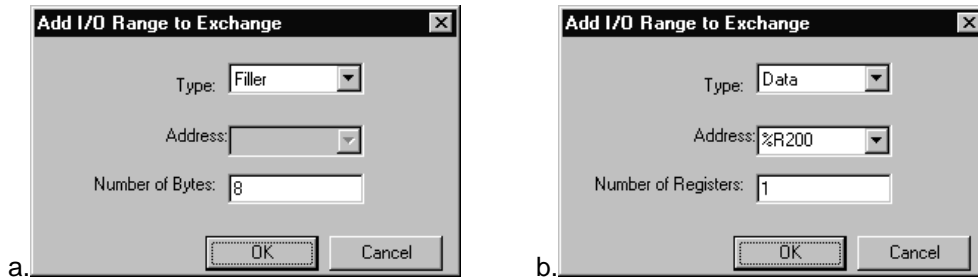 Add I/O Range to Exchange
Type: Filler
Address:
Number of Bytes: 8
OK Cancel
a.
Add I/O Range to Exchange
Type: Data
Address: %R200
Number of Registers: 1
OK Cancel
b.